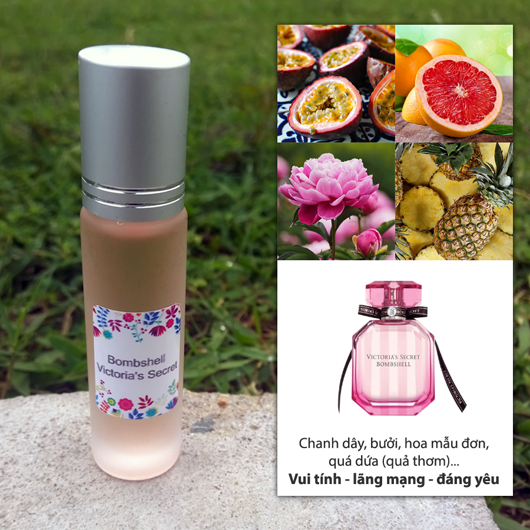 Bombshell
Victoria's Secret
VICTORIA'S SECRET
BOMBSHELL
Chanh dây, bưởi, hoa mẫu đơn,
quá dứa (quả thơm)...
Vui tính - lãng mạng - đáng yêu